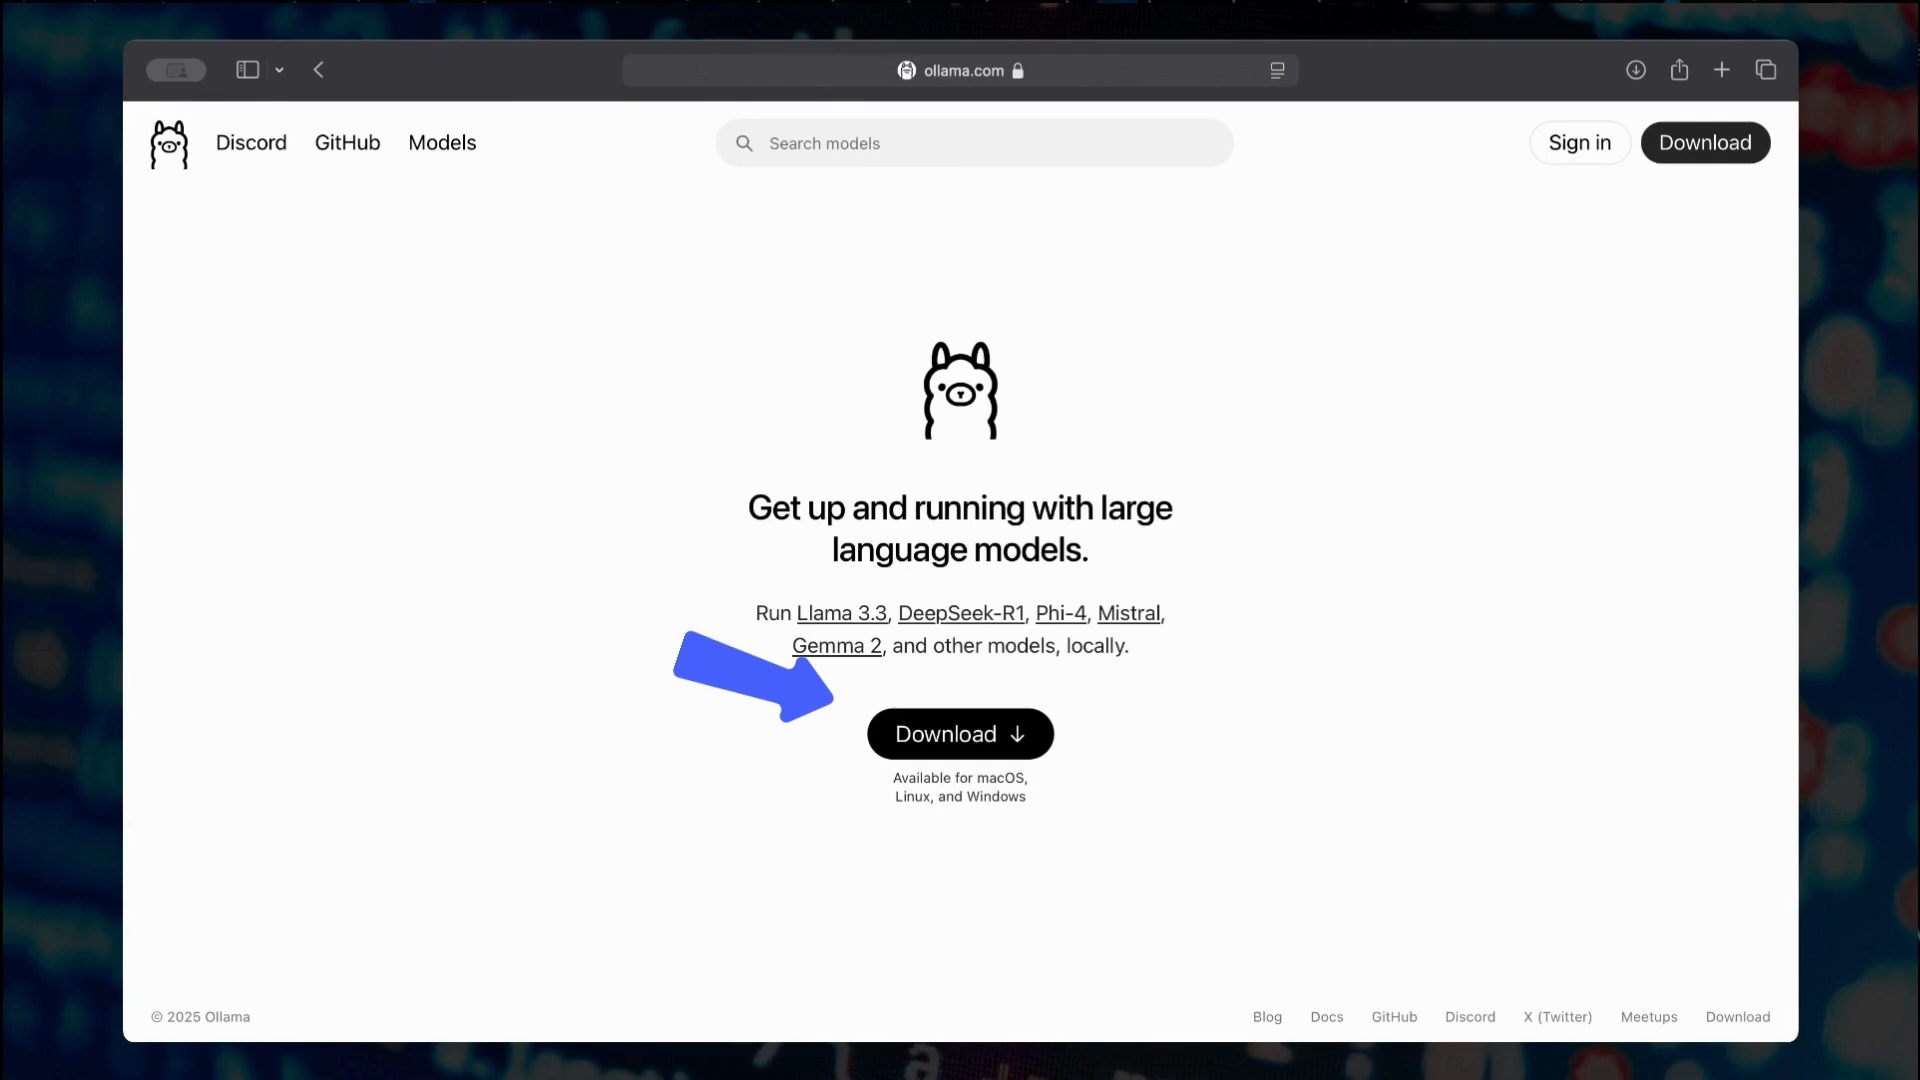 ollama.com
Discord GitHub Models
Search models
Sign in Download
Get up and running with large
language models.
Run Llama 3.3, DeepSeek-R1, Phi-4, Mistral,
Gemma 2, and other models, locally.
Download ↓
Available for macOS,
Linux, and Windows
© 2025 Ollama
Blog Docs GitHub Discord X (Twitter) Meetups Download